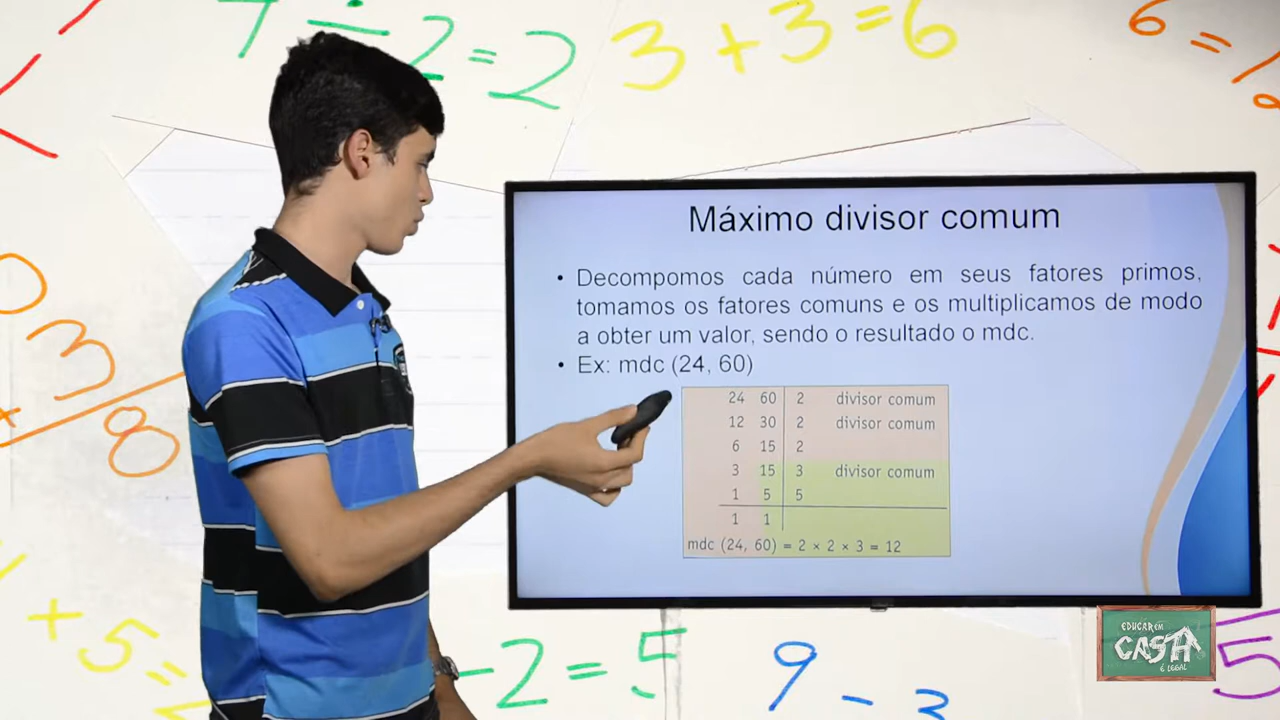 7 ÷ 2 = 2
3 + 3 = 6
6 =
Máximo divisor comum
• Decompomos cada número em seus fatores primos,
tomamos os fatores comuns e os multiplicamos de modo
a obter um valor, sendo o resultado o mdc.
• Ex: mdc (24, 60)
24 60 2 divisor comum
12 30 2 divisor comum
6 15 2
3 15 3 divisor comum
1 5 5
1 1
mdc (24, 60) = 2 × 2 × 3 = 12
3
8
+ 5 =
- 2 = 5
9 -
5
EDUCAR EM
CASA
É LEGAL